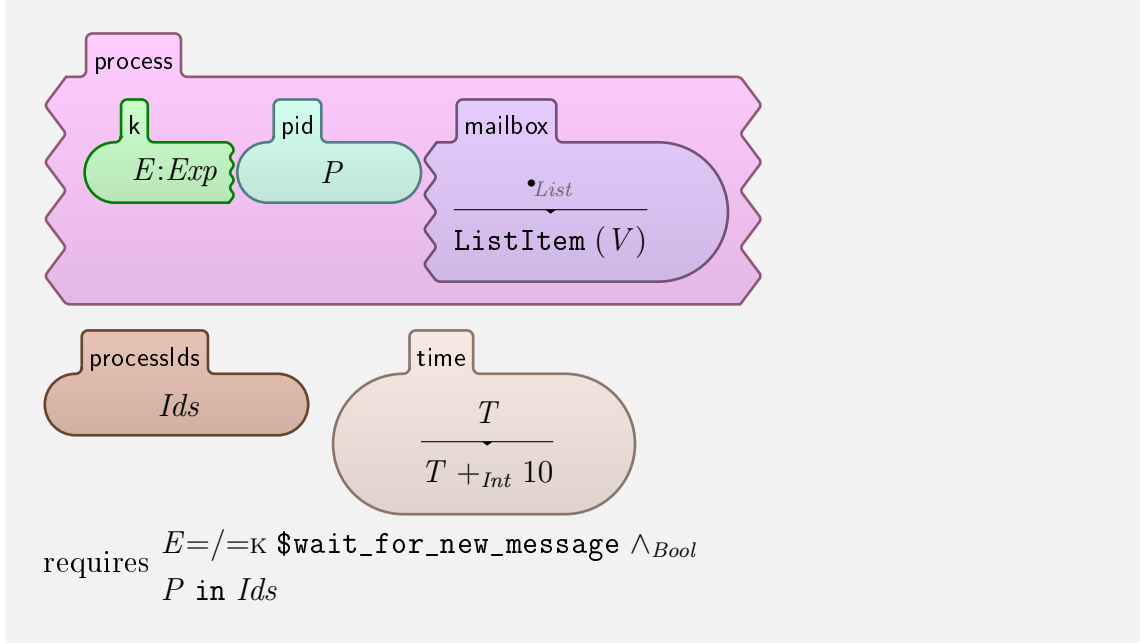 process
k pid mailbox
E:Exp P •List
ListItem (V)
processIds time
Ids T
T +Int 10
requires E=/=K $wait_for_new_message ∧Bool
P in Ids